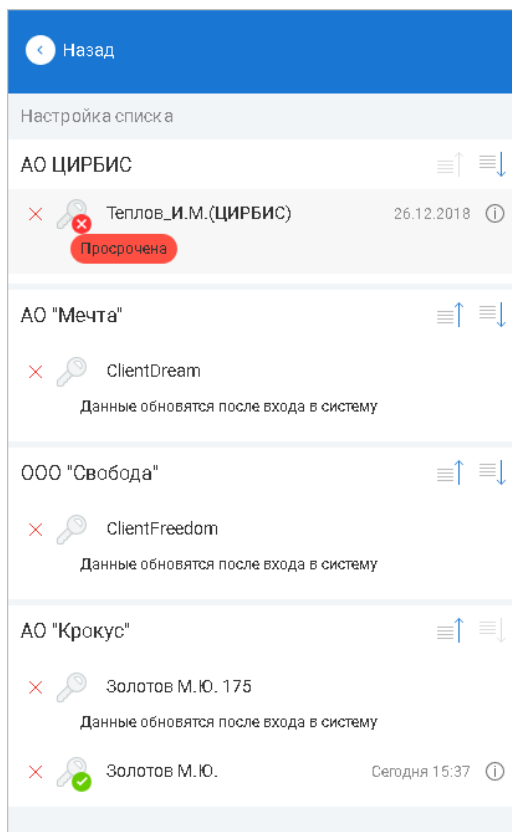 Назад
Настройка списка
АО ЦИРБИС
Теплов_И.М.(ЦИРБИС) 26.12.2018
Просрочена
АО "Мечта"
ClientDream
Данные обновятся после входа в систему
ООО "Свобода"
ClientFreedom
Данные обновятся после входа в систему
АО "Крокус"
Золотов М.Ю. 175
Данные обновятся после входа в систему
Золотов М.Ю. Сегодня 15:37